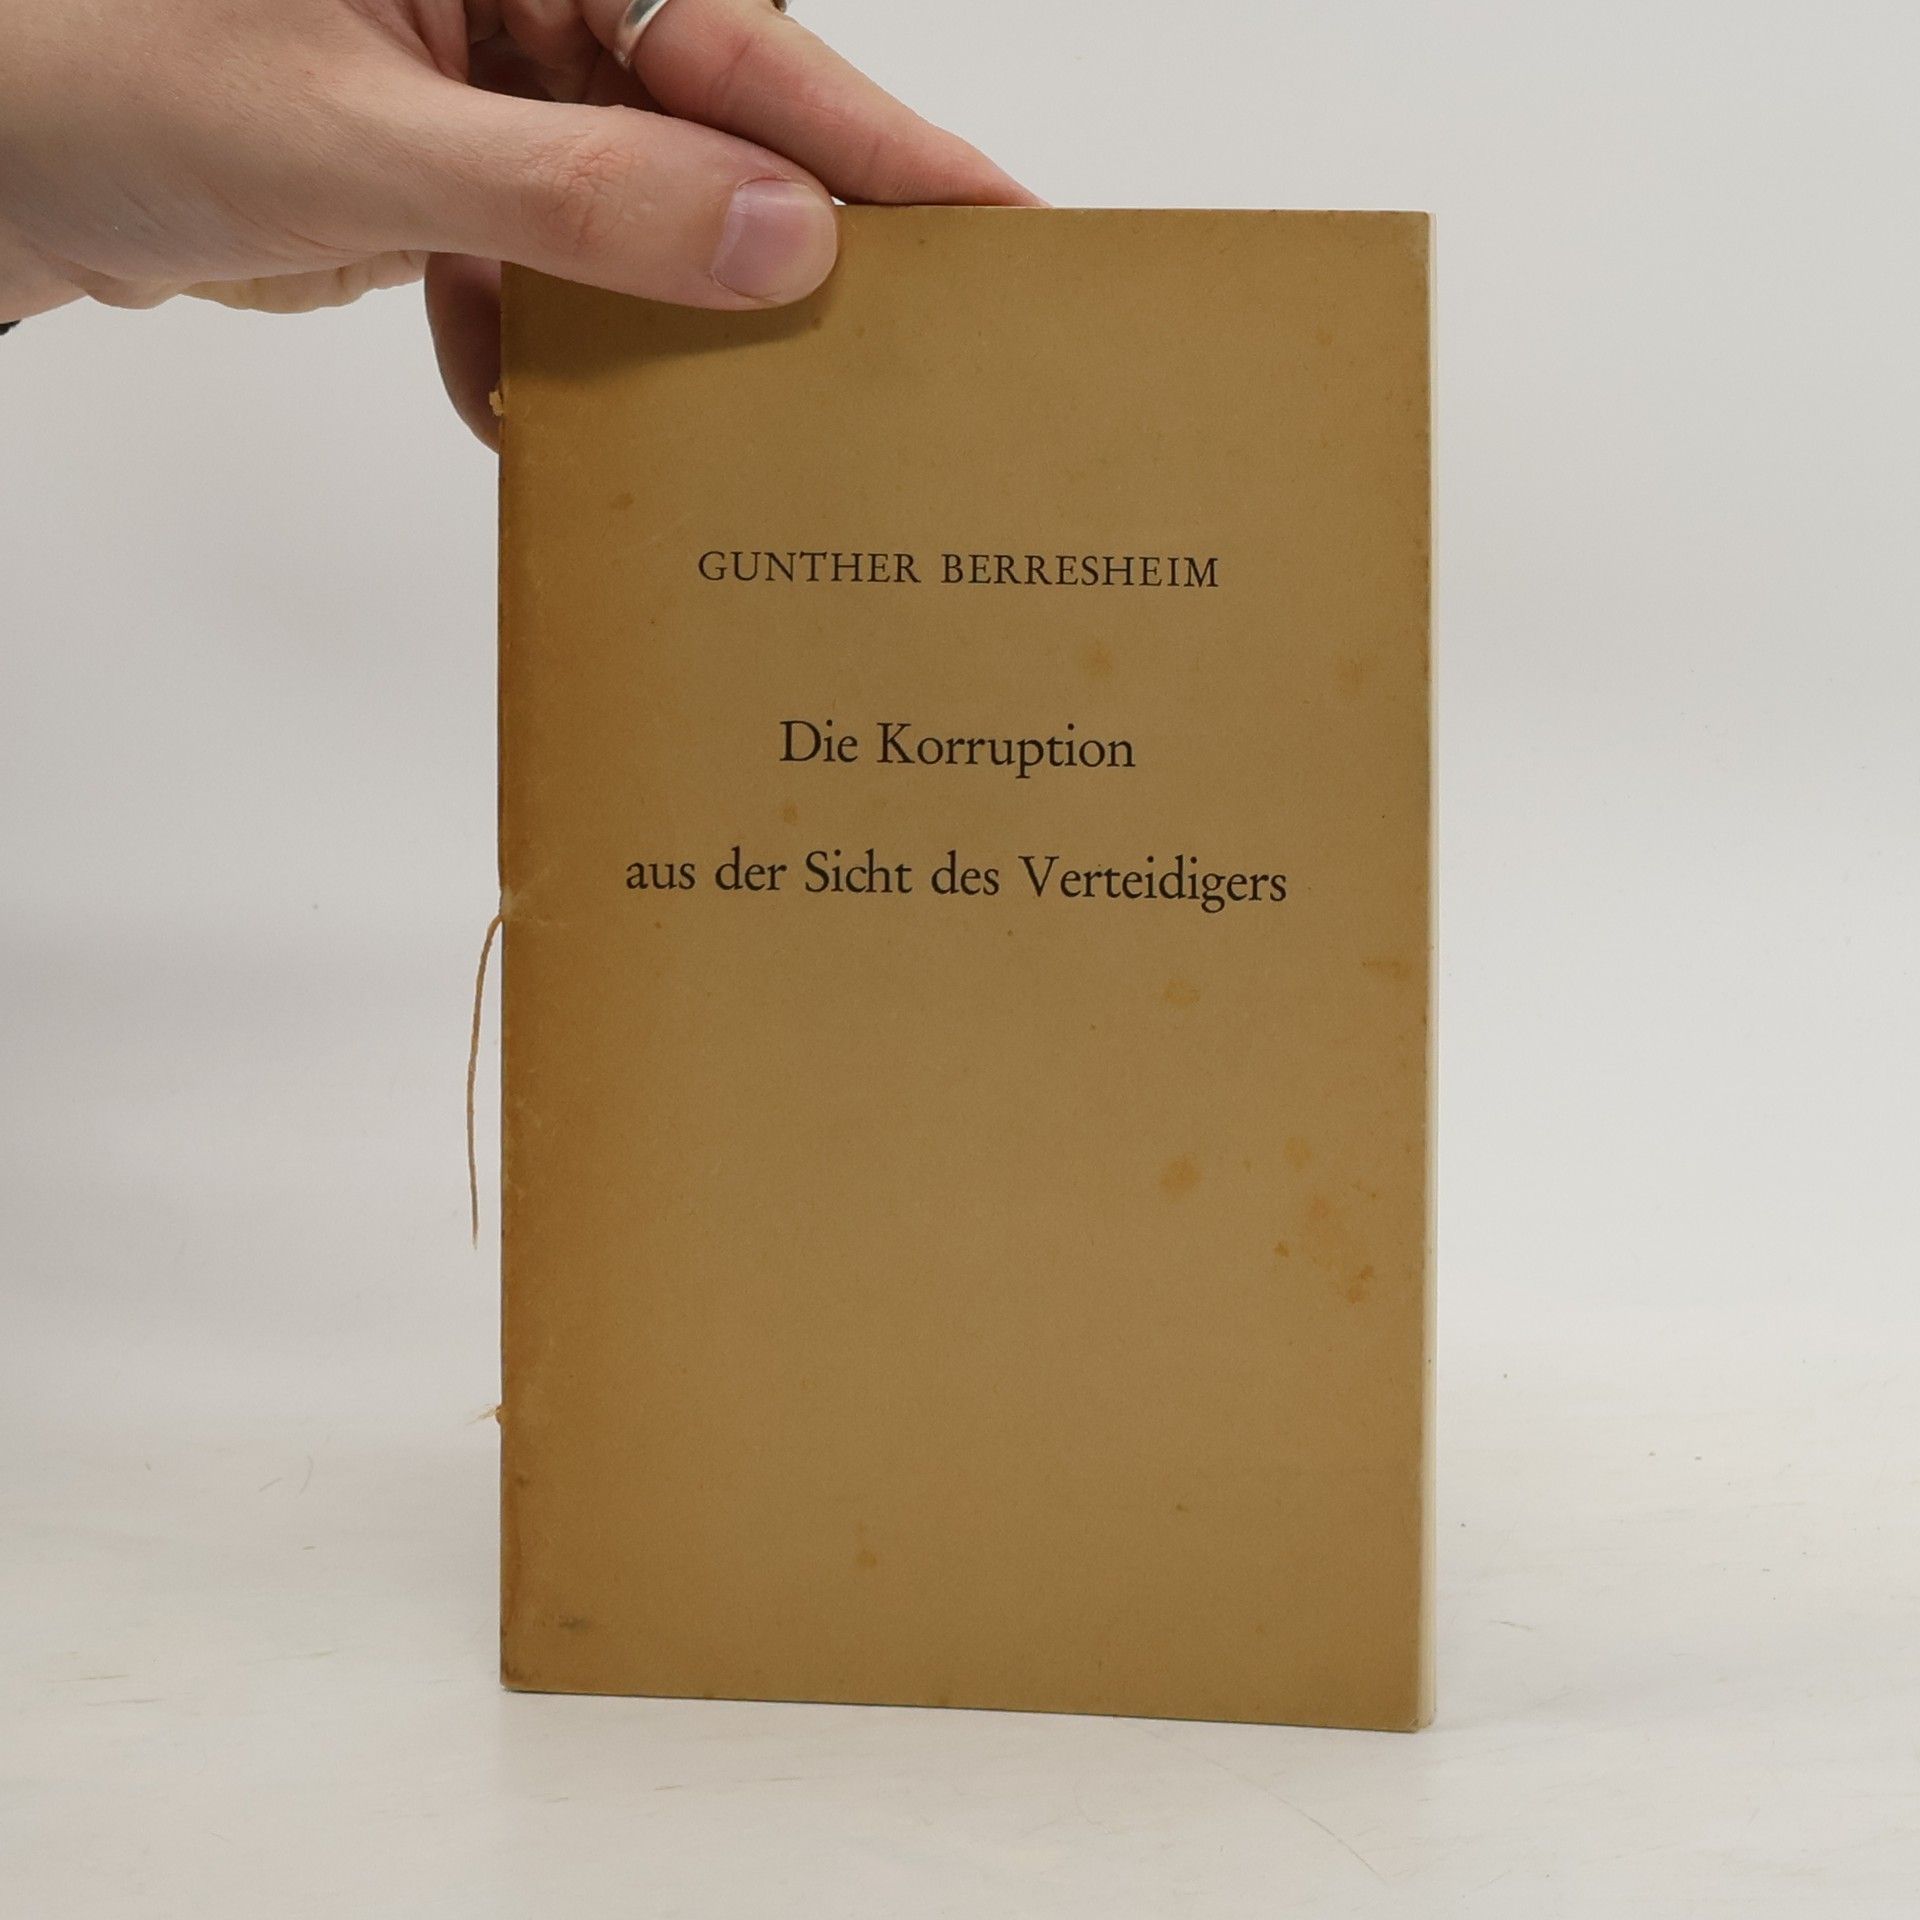 GUNTHER BERRESHEIM
Die Korruption
aus der Sicht des Verteidigers